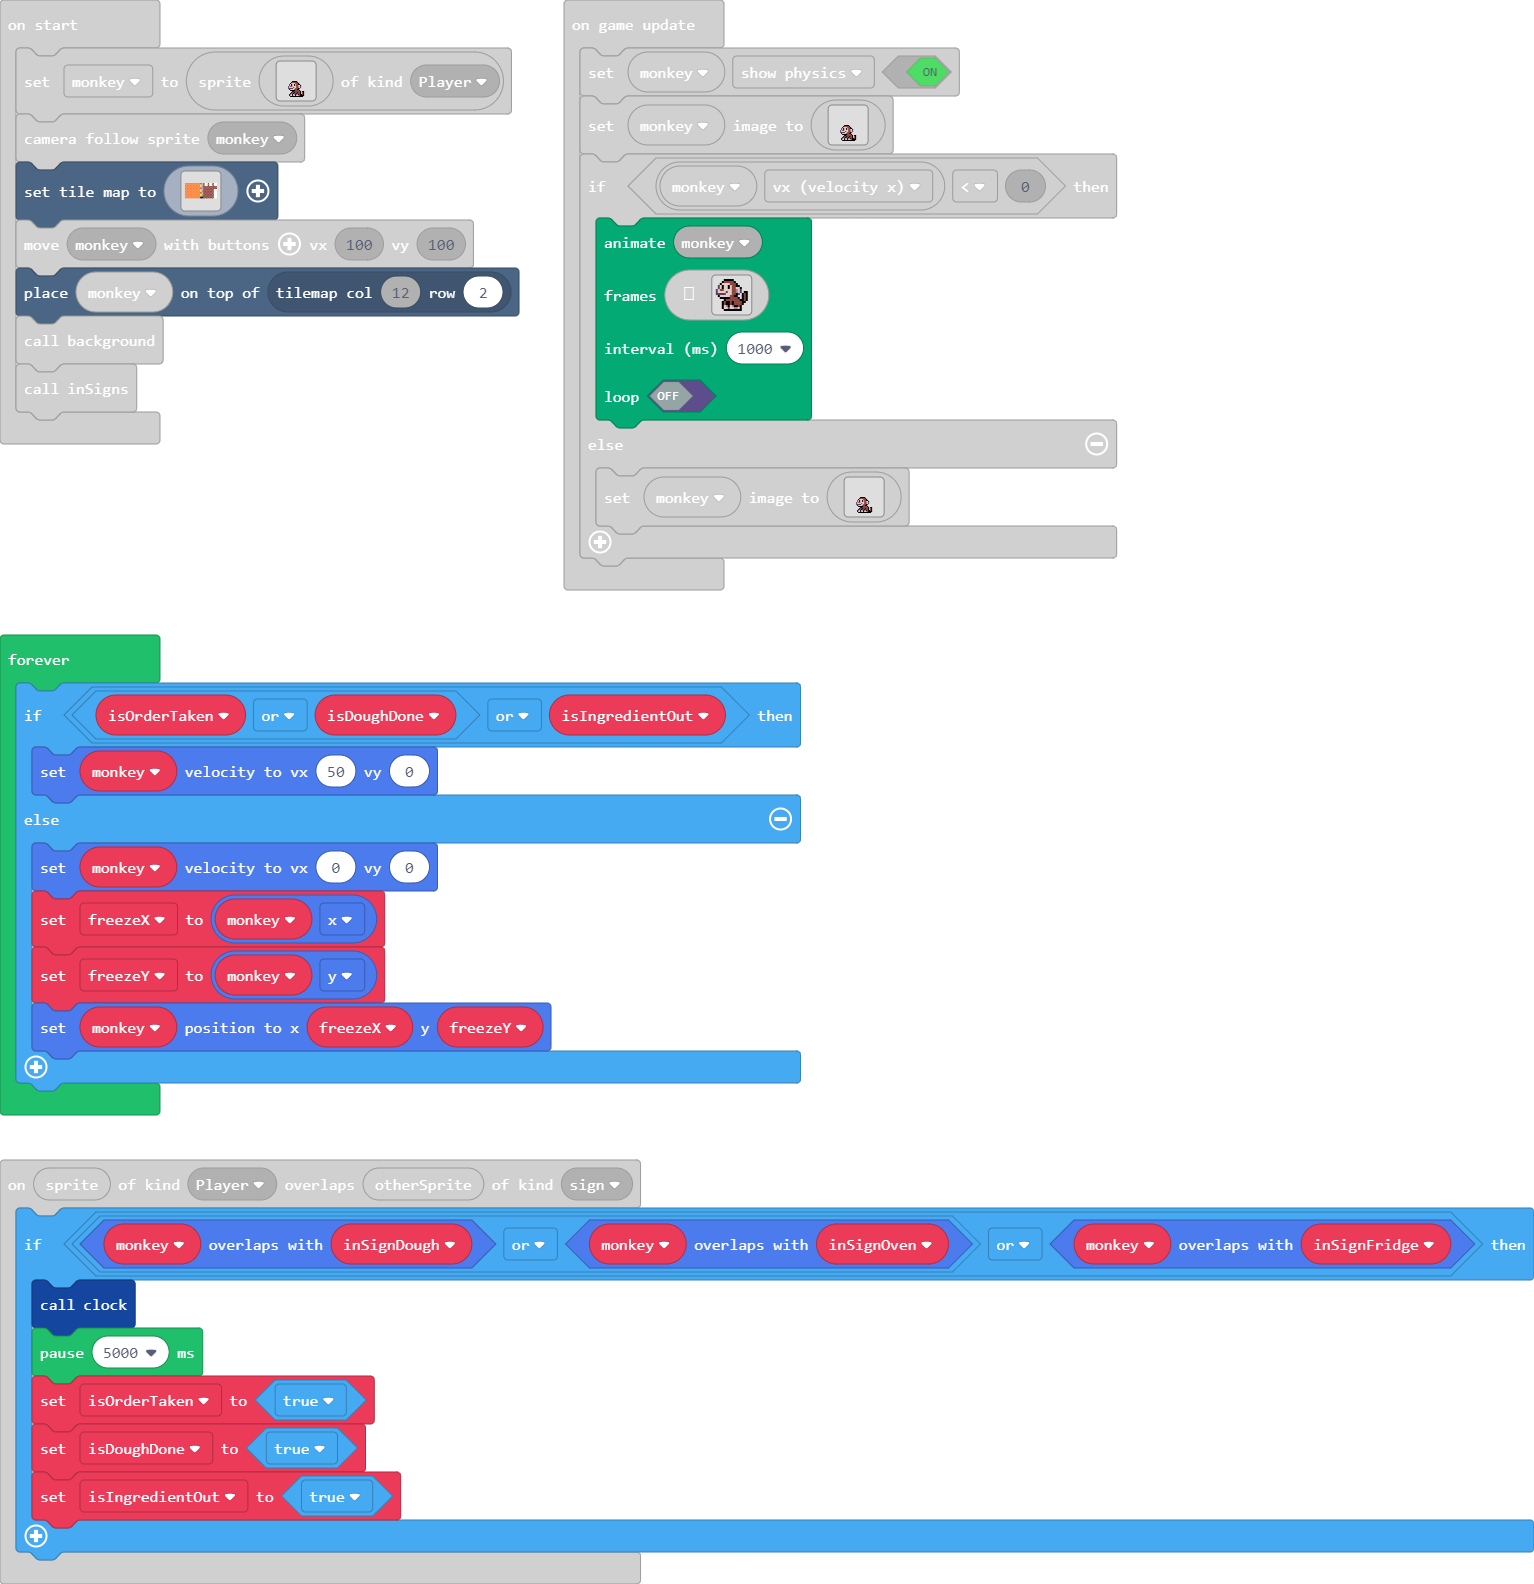 on start
set monkey to sprite of kind Player
camera follow sprite monkey
set tile map to
move monkey with buttons vx 100 vy 100
place monkey on top of tilemap col 12 row 2
call background
call inSigns
on game update
set monkey show physics ON
set monkey image to
if monkey vx (velocity x) < 0 then
animate monkey
frames
interval (ms) 1000
loop OFF
else
set monkey image to
forever
if isOrderTaken or isDoughDone or isIngredientOut then
set monkey velocity to vx 50 vy 0
else
set monkey velocity to vx 0 vy 0
set freezeX to monkey x
set freezeY to monkey y
set monkey position to x freezeX y freezeY
on sprite of kind Player overlaps otherSprite of kind sign
if monkey overlaps with inSignDough or monkey overlaps with inSignOven or monkey overlaps with inSignFridge then
call clock
pause 5000 ms
set isOrderTaken to true
set isDoughDone to true
set isIngredientOut to true